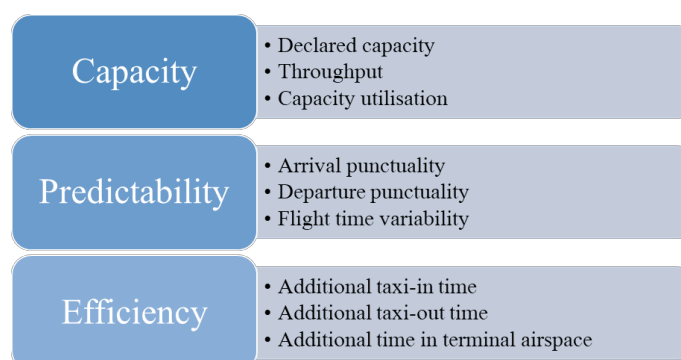 Capacity
• Declared capacity
• Throughput
• Capacity utilisation
Predictability
• Arrival punctuality
• Departure punctuality
• Flight time variability
Efficiency
• Additional taxi-in time
• Additional taxi-out time
• Additional time in terminal airspace